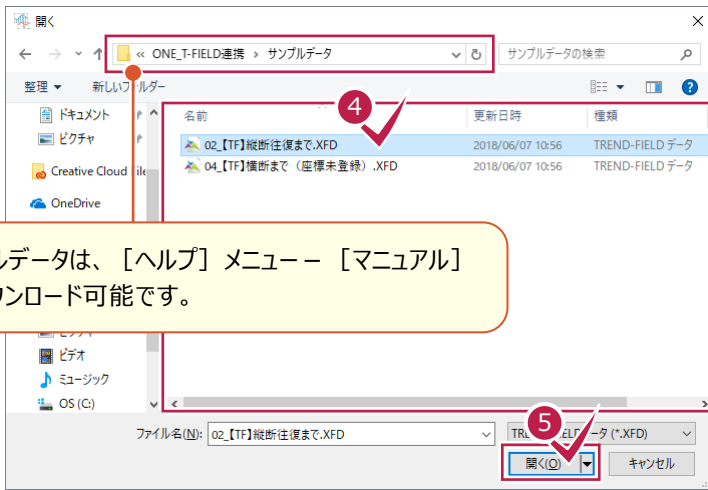 開く
« ONE_T-FIELD連携 › サンプルデータ
サンプルデータの検索
整理
新しいフォルダー
ドキュメント
ピクチャ
Creative Cloud
OneDrive
ビデオ
ミュージック
OS (C:)
名前
更新日時
種類
4
02_【TF】縦断往復まで.XFD
2018/06/07 10:56
TREND-FIELD データ
04_【TF】横断まで（座標未登録）.XFD
2018/06/07 10:56
TREND-FIELD データ
ルデータは、［ヘルプ］メニュー － ［マニュアル］
ウンロード可能です。
ファイル名(N):
02_【TF】縦断往復まで.XFD
(*.XFD)
5
開く(O)
キャンセル